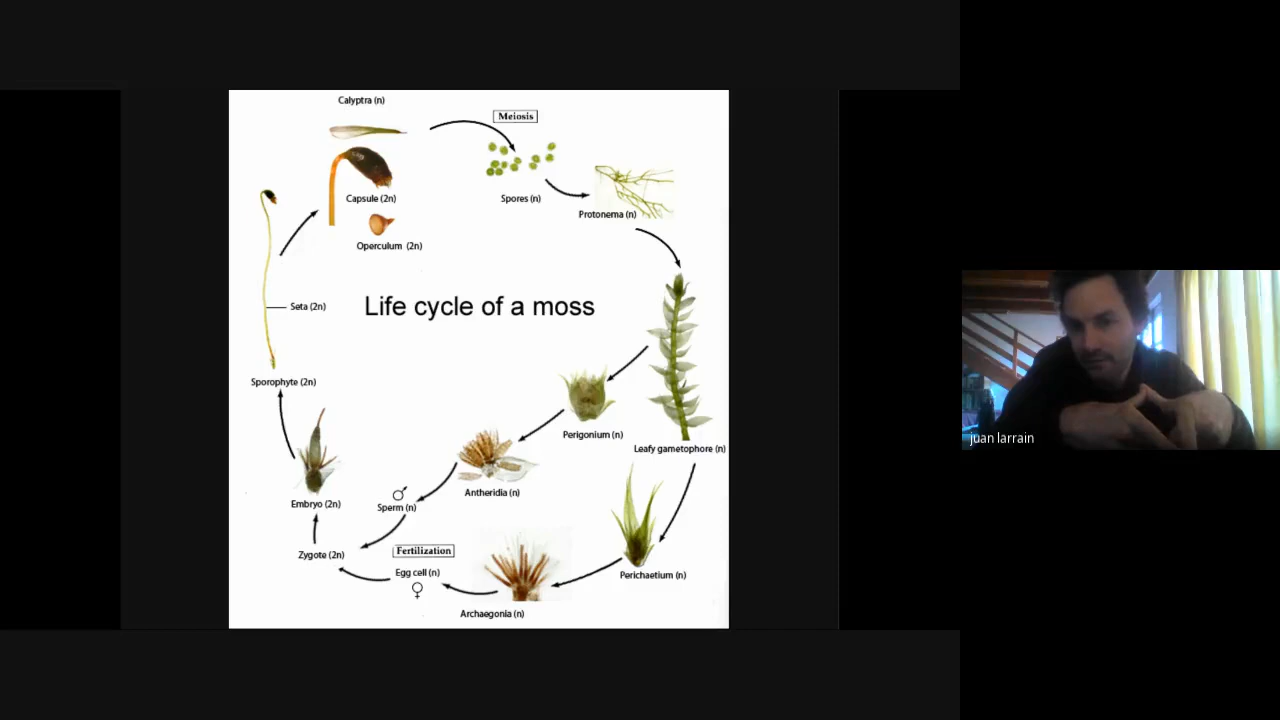 Calyptra (n)
Meiosis
Capsule (2n)
Spores (n)
Protonema (n)
Operculum (2n)
Seta (2n)
Life cycle of a moss
Sporophyte (2n)
Perigonium (n)
Leafy gametophore (n)
juan larrain
Antheridia (n)
Embryo (2n)
Sperm (n)
Fertilization
Zygote (2n)
Egg cell (n)
Perichaetium (n)
Archaegonia (n)